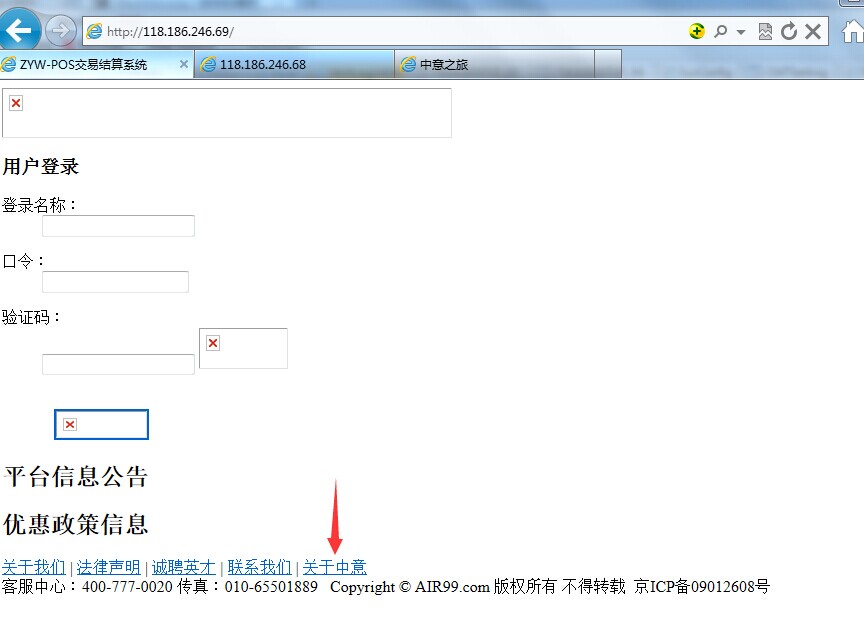 http://118.186.246.69/
ZYW-POS交易结算系统
118.186.246.68
中意之旅
用户登录
登录名称：
口令：
验证码：
平台信息公告
优惠政策信息
关于我们 | 法律声明 | 诚聘英才 | 联系我们 | 关于中意
客服中心：400-777-0020 传真：010-65501889 Copyright © AIR99.com 版权所有 不得转载 京ICP备09012608号